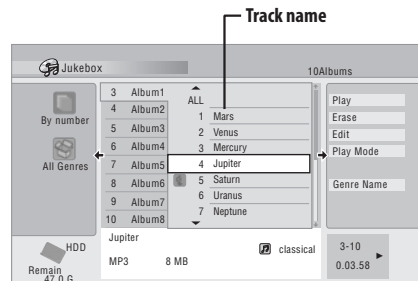 Track name
Jukebox
10Albums
By number
All Genres
3 Album1
4 Album2
5 Album3
6 Album4
7 Album5
8 Album6
9 Album7
10 Album8
ALL
1 Mars
2 Venus
3 Mercury
4 Jupiter
5 Saturn
6 Uranus
7 Neptune
Play
Erase
Edit
Play Mode
Genre Name
HDD
Remain
47.0 G
Jupiter
MP3 8 MB
classical
3-10
0.03.58